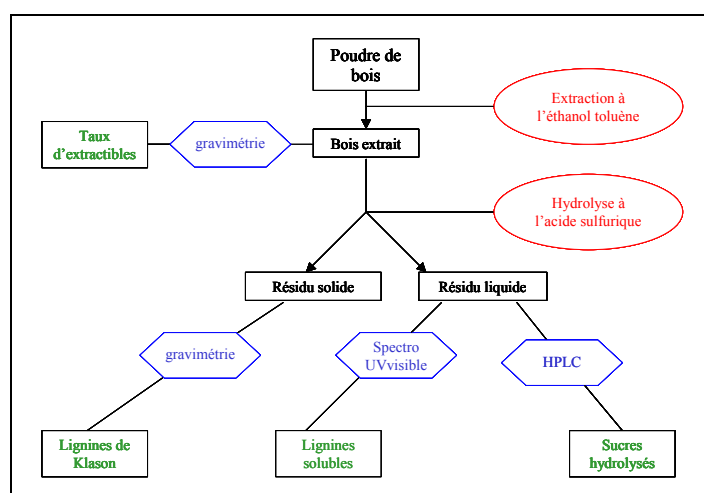 Poudre de
bois
Extraction à
l'éthanol toluène
Taux
d'extractibles
gravimétrie
Bois extrait
Hydrolyse à
l'acide sulfurique
Résidu solide
Résidu liquide
gravimétrie
Spectro
UVvisible
HPLC
Lignines de
Klason
Lignines
solubles
Sucres
hydrolysés